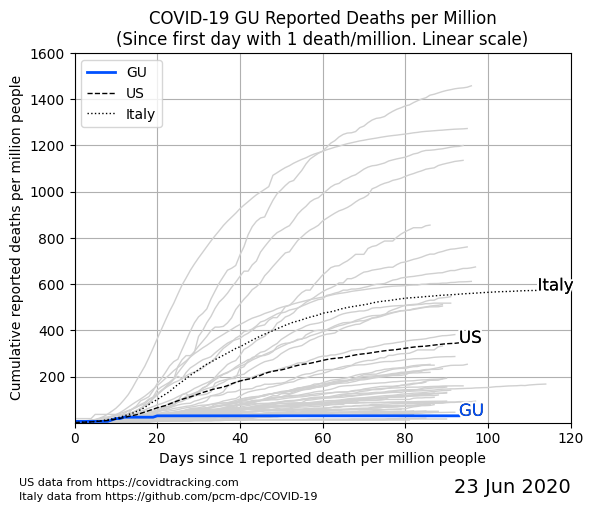 COVID-19 GU Reported Deaths per Million
(Since first day with 1 death/million. Linear scale)
Cumulative reported deaths per million people
1600
1400
1200
1000
800
600
400
200
GU
US
Italy
Italy
US
GU
0 20 40 60 80 100 120
Days since 1 reported death per million people
US data from https://covidtracking.com
Italy data from https://github.com/pcm-dpc/COVID-19
23 Jun 2020